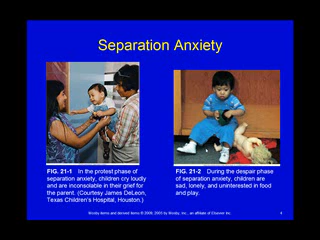 Separation Anxiety
FIG. 21-1 In the protest phase of
separation anxiety, children cry loudly
and are inconsolable in their grief for
the parent. (Courtesy James DeLeon,
Texas Children's Hospital, Houston.)
FIG. 21-2 During the despair phase
of separation anxiety, children are
sad, lonely, and uninterested in food
and play.
Mosby items and derived items © 2009, 2005 by Mosby, Inc., an affiliate of Elsevier Inc.
4